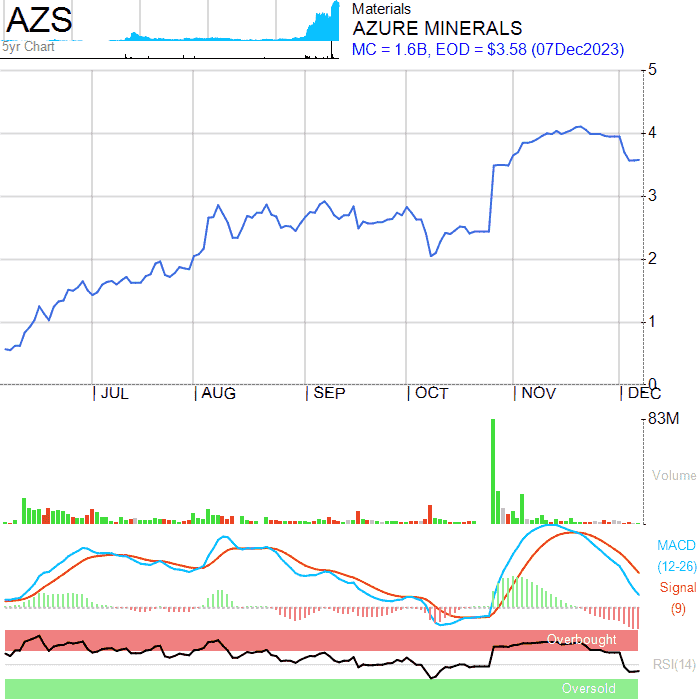 AZS
5yr Chart
Materials
AZURE MINERALS
MC = 1.6B, EOD = $3.58 (07Dec2023)
5
4
3
2
1
0
JUL AUG SEP OCT NOV DEC
83M
Volume
MACD
(12-26)
Signal
(9)
Overbought
RSI(14)
Oversold